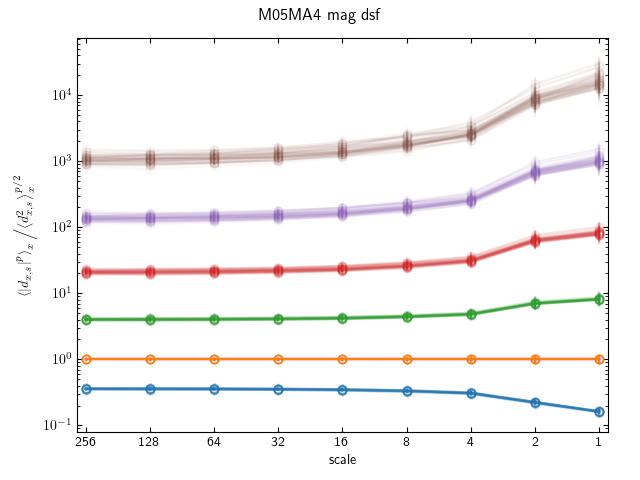 M05MA4 mag dsf
⟨|d_{x,s}|^p⟩_x / ⟨d_{x,s}^2⟩_x^{p/2}
10^4
10^3
10^2
10^1
10^0
10^{-1}
256 128 64 32 16 8 4 2 1
scale